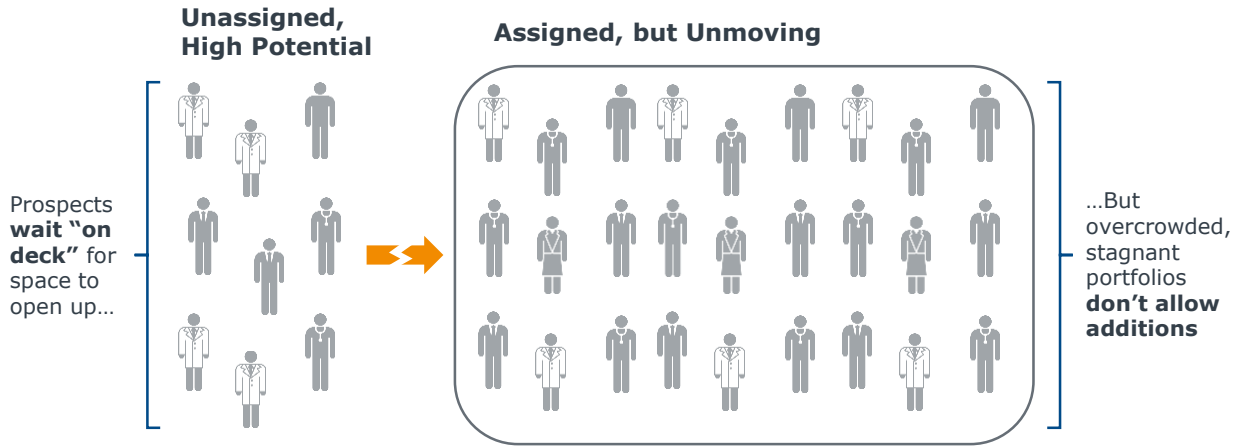 Unassigned,
High Potential
Assigned, but Unmoving
Prospects
wait “on
deck” for
space to
open up…
…But
overcrowded,
stagnant
portfolios
don’t allow
additions